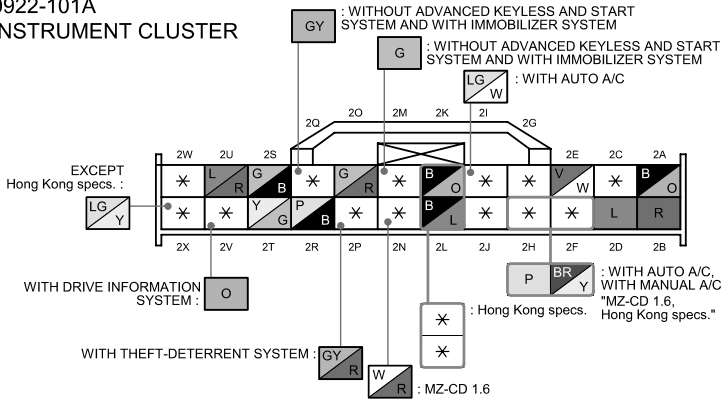 0922-101A
INSTRUMENT CLUSTER
GY
: WITHOUT ADVANCED KEYLESS AND START
SYSTEM AND WITH IMMOBILIZER SYSTEM
G
: WITHOUT ADVANCED KEYLESS AND START
SYSTEM AND WITH IMMOBILIZER SYSTEM
LG W
: WITH AUTO A/C
2Q 2O 2M 2K 2I 2G
2W 2U 2S 2E 2C 2A
EXCEPT
Hong Kong specs. :
LG Y
* L R G B * G R * B O * * V W * B O
* * Y G P B * * B L * * * L R
2X 2V 2T 2R 2P 2N 2L 2J 2H 2F 2D 2B
WITH DRIVE INFORMATION
SYSTEM :
O
P BR Y
: WITH AUTO A/C,
WITH MANUAL A/C
"MZ-CD 1.6,
Hong Kong specs."
*
*
: Hong Kong specs.
WITH THEFT-DETERRENT SYSTEM :
GY R
W R
: MZ-CD 1.6